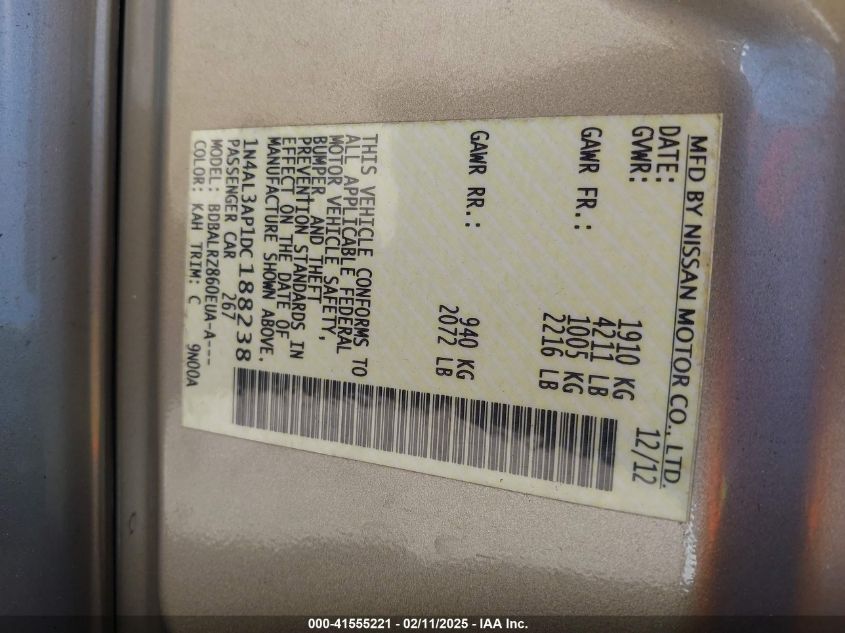 MFD BY NISSAN MOTOR CO., LTD.
DATE: 12/12
GVWR: 1910 KG
4211 LB
GAWR FR.: 1005 KG
2216 LB
GAWR RR.: 940 KG
2072 LB
THIS VEHICLE CONFORMS TO
ALL APPLICABLE FEDERAL
MOTOR VEHICLE SAFETY,
BUMPER, AND THEFT
PREVENTION STANDARDS IN
EFFECT ON THE DATE OF
MANUFACTURE SHOWN ABOVE.
1N4AL3AP1DC188238
PASSENGER CAR 267
MODEL: BDBALRZ860EUA-A---
COLOR: KAH TRIM: C 9N00A
000-41555221 - 02/11/2025 - IAA Inc.